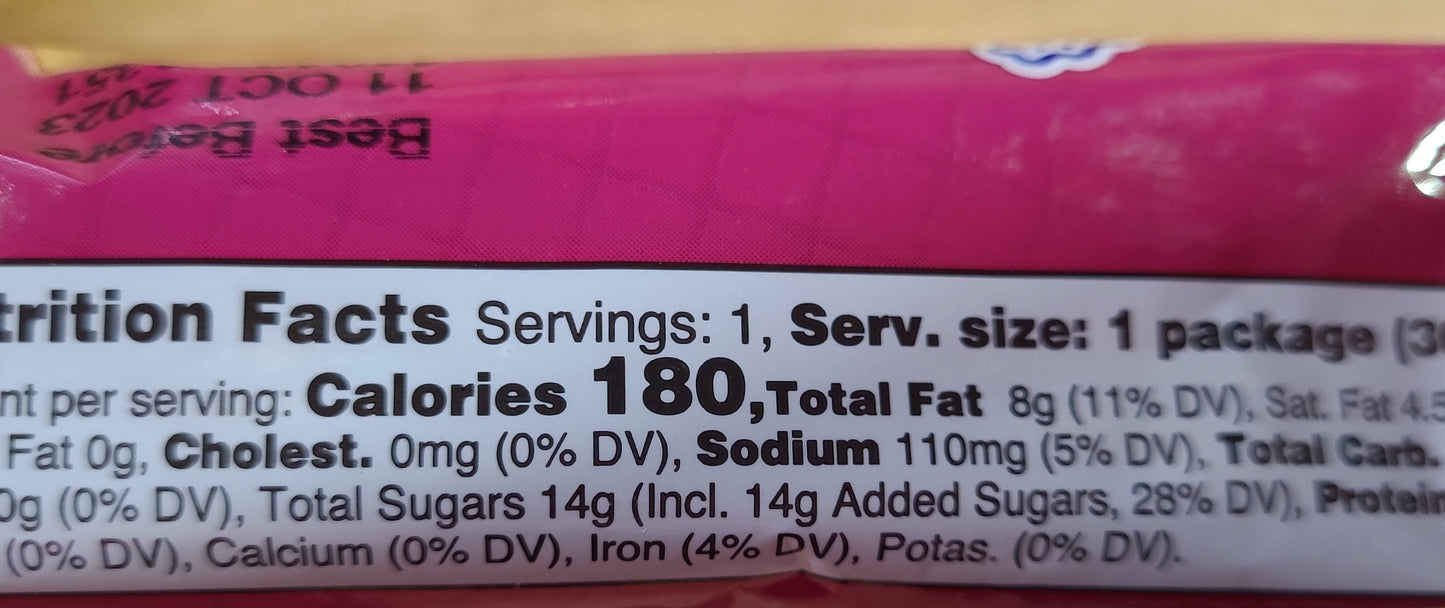 Best Before
11 OCT 2023
trition Facts Servings: 1, Serv. size: 1 package (3
nt per serving: Calories 180, Total Fat 8g (11% DV), Sat. Fat 4.5
Fat 0g, Cholest. 0mg (0% DV), Sodium 110mg (5% DV), Total Carb.
0g (0% DV), Total Sugars 14g (Incl. 14g Added Sugars, 28% DV), Protein
(0% DV), Calcium (0% DV), Iron (4% DV), Potas. (0% DV).